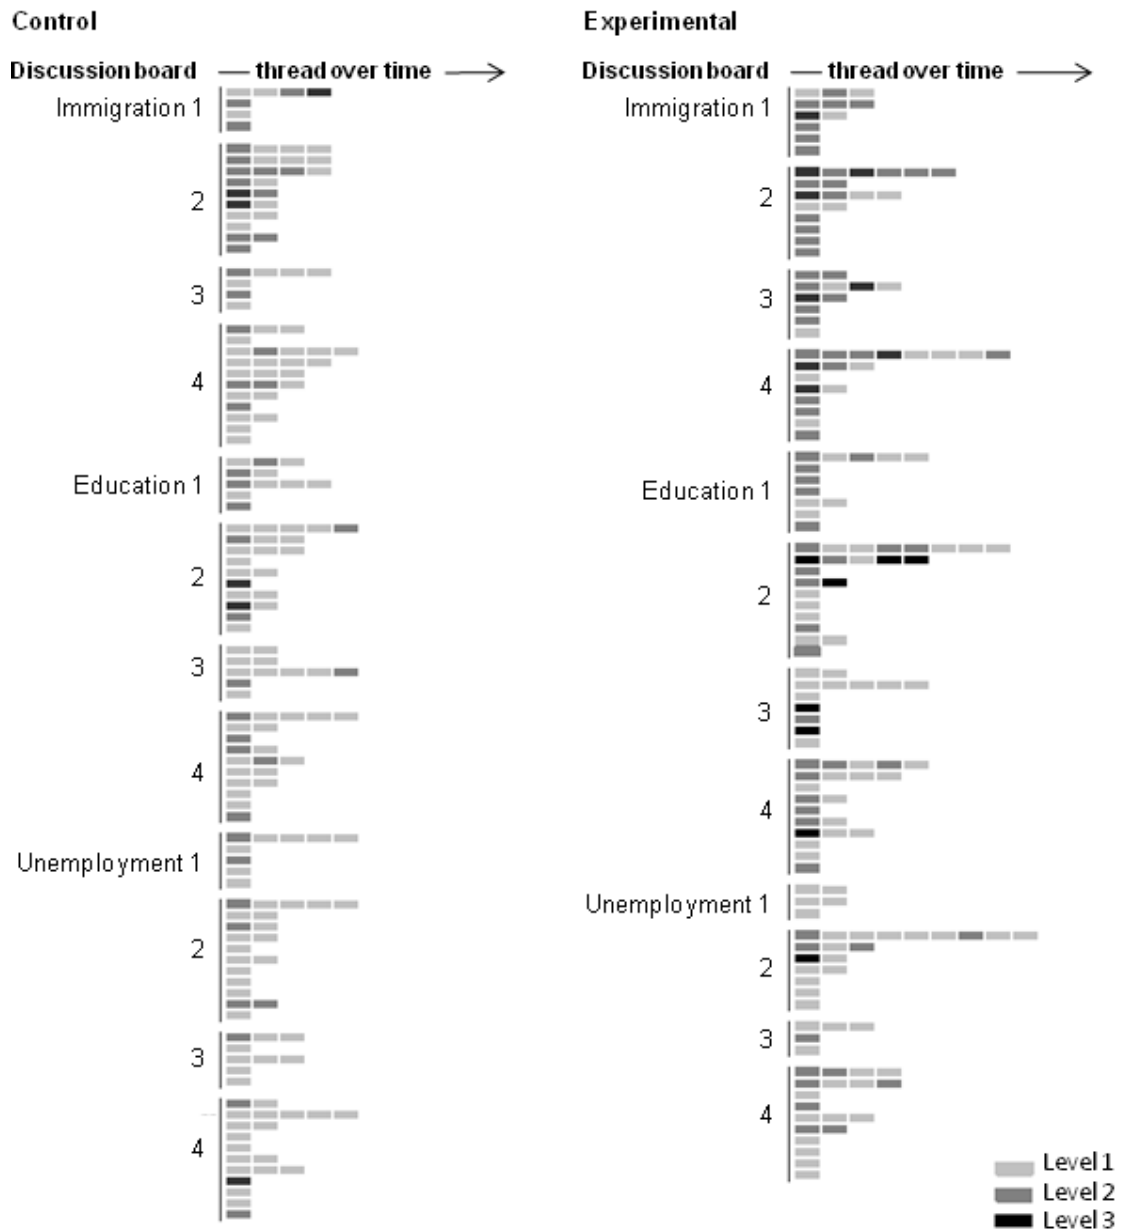 Control
Discussion board — thread over time →
Immigration 1
2
3
4
Education 1
2
3
4
Unemployment 1
2
3
4
Experimental
Discussion board — thread over time →
Immigration 1
2
3
4
Education 1
2
3
4
Unemployment 1
2
3
4
Level 1
Level 2
Level 3